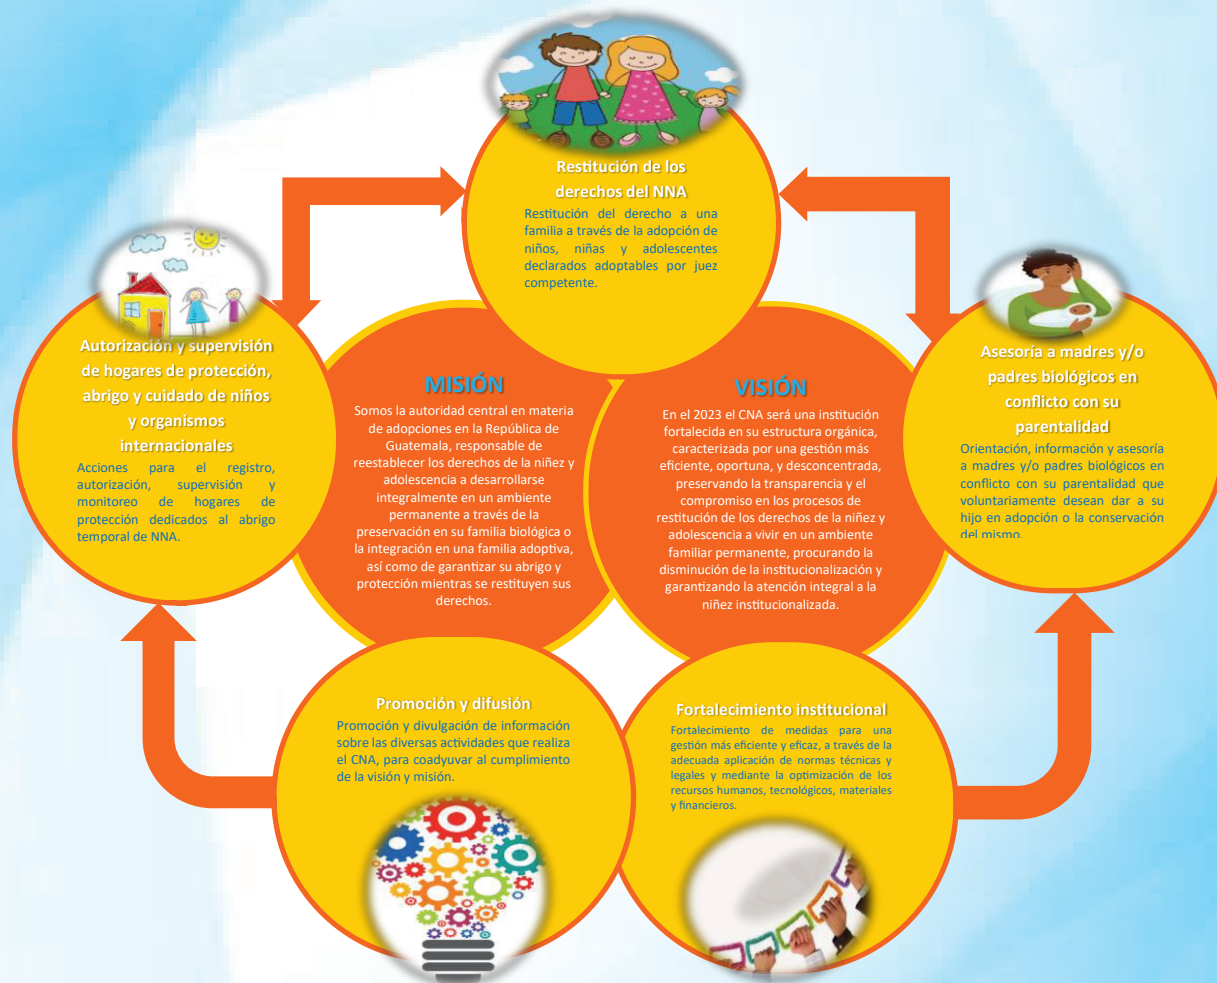 Restitución de los
derechos del NNA
Restitución del derecho a una
familia a través de la adopción de
niños, niñas y adolescentes
declarados adoptables por juez
competente.
Autorización y supervisión
de hogares de protección,
abrigo y cuidado de niños
y organismos
internacionales
Acciones para el registro,
autorización, supervisión y
monitoreo de hogares de
protección dedicados al abrigo
temporal de NNA.
MISIÓN
Somos la autoridad central en materia
de adopciones en la República de
Guatemala, responsable de
reestablecer los derechos de la niñez y
adolescencia a desarrollarse
integralmente en un ambiente
permanente a través de la
preservación en su familia biológica o
la integración en una familia adoptiva,
así como de garantizar su abrigo y
protección mientras se restituyen sus
derechos.
VISIÓN
En el 2023 el CNA será una institución
fortalecida en su estructura orgánica,
caracterizada por una gestión más
eficiente, oportuna, y desconcentrada,
preservando la transparencia y el
compromiso en los procesos de
restitución de los derechos de la niñez y
adolescencia a vivir en un ambiente
familiar permanente, procurando la
disminución de la institucionalización y
garantizando la atención integral a la
niñez institucionalizada.
Asesoría a madres y/o
padres biológicos en
conflicto con su
parentalidad
Orientación, información y asesoría
a madres y/o padres biológicos en
conflicto con su parentalidad que
voluntariamente desean dar a su
hijo en adopción o la conservación
del mismo.
Promoción y difusión
Promoción y divulgación de información
sobre las diversas actividades que realiza
el CNA, para coadyuvar al cumplimiento
de la visión y misión.
Fortalecimiento institucional
Fortalecimiento de medidas para una
gestión más eficiente y eficaz, a través de la
adecuada aplicación de normas técnicas y
legales y mediante la optimización de los
recursos humanos, tecnológicos, materiales
y financieros.